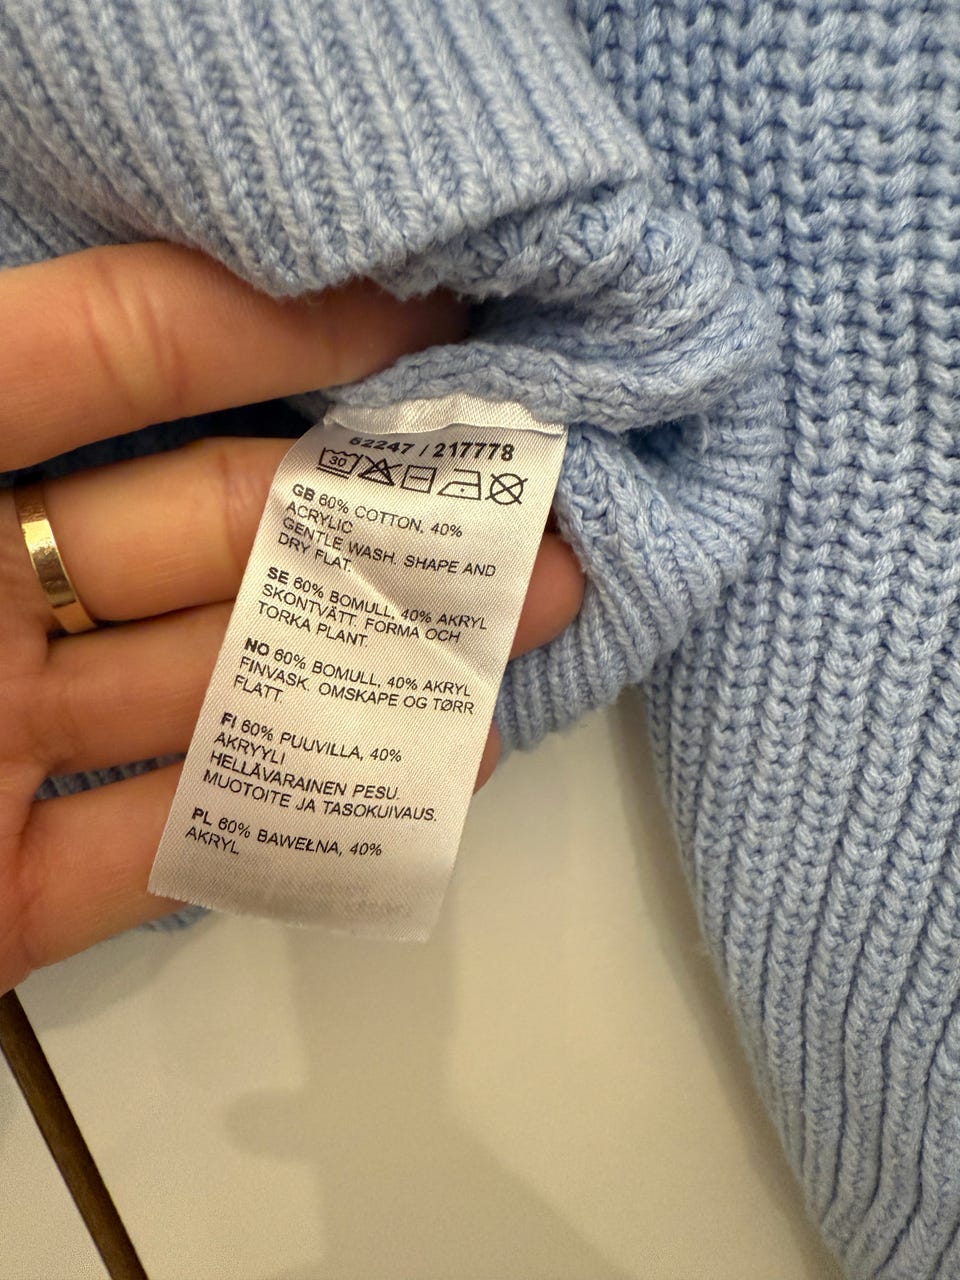 62247 / 217778
30
GB 60% COTTON, 40%
ACRYLIC
GENTLE WASH. SHAPE AND
DRY FLAT.
SE 60% BOMULL, 40% AKRYL
SKONTVÄTT. FORMA OCH
TORKA PLANT.
NO 60% BOMULL, 40% AKRYL
FINVASK. OMSKAPE OG TØRR
FLATT.
FI 60% PUUVILLA, 40%
AKRYYLI
HELLÄVARAINEN PESU.
MUOTOITE JA TASOKUIVAUS.
PL 60% BAWEŁNA, 40%
AKRYL